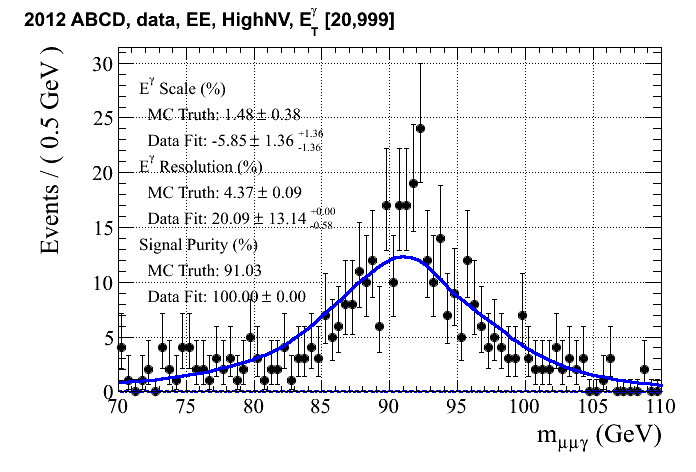 2012 ABCD, data, EE, HighNV, E_T^γ [20,999]
Events / ( 0.5 GeV )
30
25
20
15
10
5
0
E^γ Scale (%)
MC Truth: 1.48 ± 0.38
Data Fit: -5.85 ± 1.36 +1.36 -1.36
E^γ Resolution (%)
MC Truth: 4.37 ± 0.09
Data Fit: 20.09 ± 13.14 +0.00 -0.58
Signal Purity (%)
MC Truth: 91.03
Data Fit: 100.00 ± 0.00
70 75 80 85 90 95 100 105 110
m_μμγ (GeV)